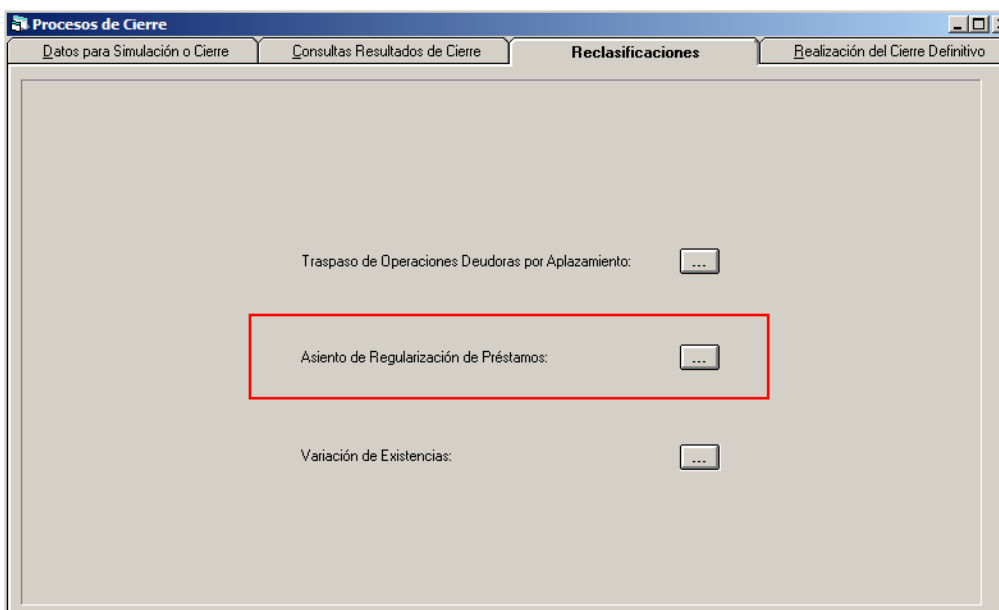 Procesos de Cierre
Datos para Simulación o Cierre
Consultas Resultados de Cierre
Reclasificaciones
Realización del Cierre Definitivo
Traspaso de Operaciones Deudoras por Aplazamiento:
...
Asiento de Regularización de Préstamos:
...
Variación de Existencias:
...